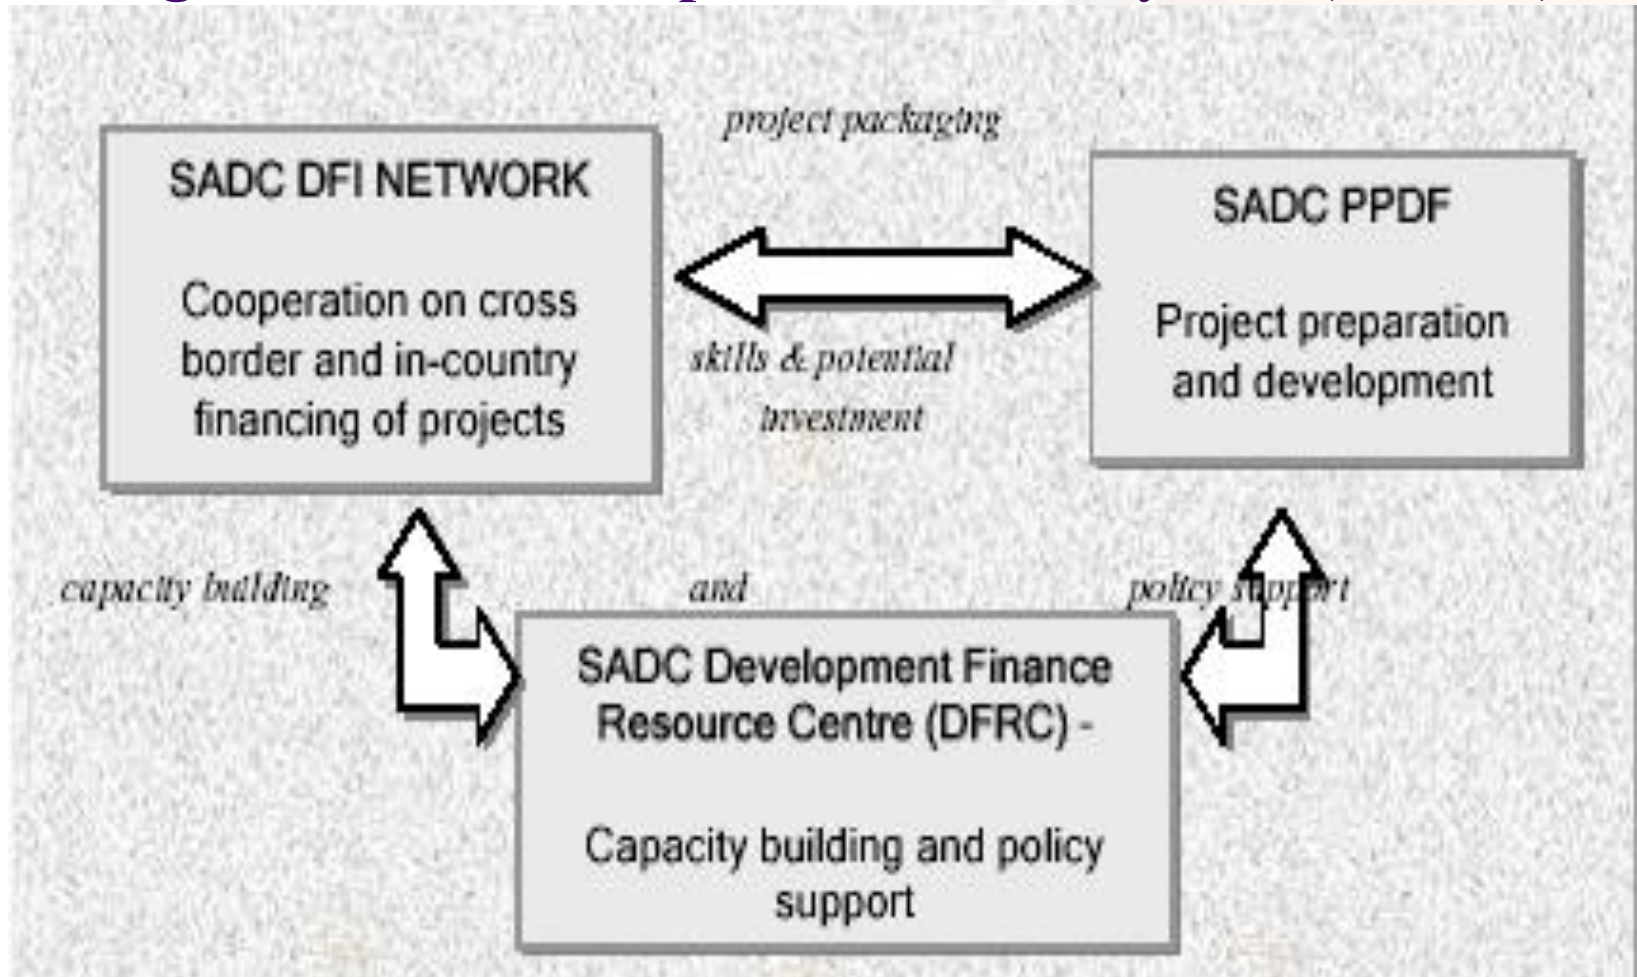 project packaging
SADC DFI NETWORK
Cooperation on cross
border and in-country
financing of projects
SADC PPDF
Project preparation
and development
skills & potential
investment
capacity building and policy support
SADC Development Finance
Resource Centre (DFRC) -
Capacity building and policy
support